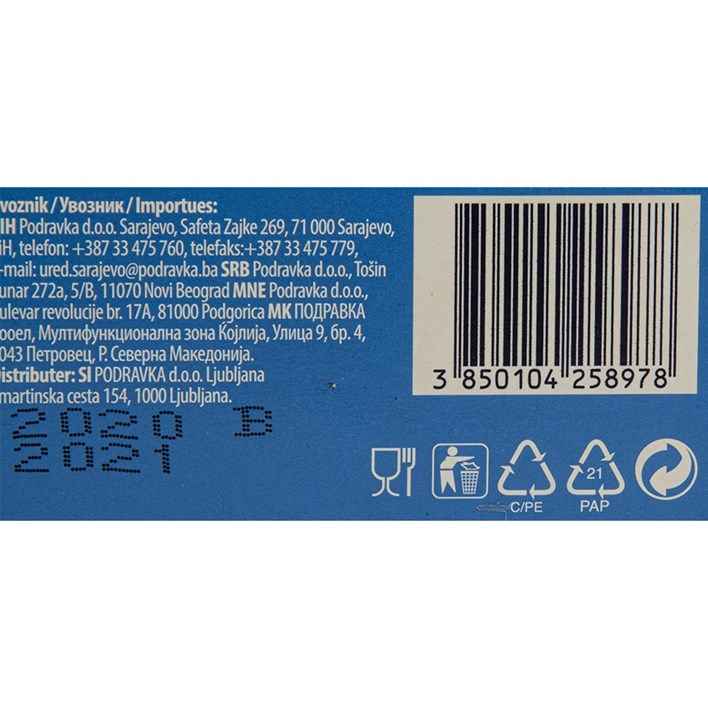 voznik / Увозник / Importues:
IH Podravka d.o.o. Sarajevo, Safeta Zajke 269, 71 000 Sarajevo,
iH, telefon: +387 33 475 760, telefaks:+387 33 475 779,
-mail: ured.sarajevo@podravka.ba SRB Podravka d.o.o., Tošin
unar 272a, 5/B, 11070 Novi Beograd MNE Podravka d.o.o.,
ulevar revolucije br. 17A, 81000 Podgorica MK ПОДРАВКА
ооел, Мултифункционална зона Којлија, Улица 9, бр. 4,
043 Петровец, Р. Северна Македонија.
Distributer: SI PODRAVKA d.o.o. Ljubljana
martinska cesta 154, 1000 Ljubljana.
2020 B
2021
3 850104 258978
C/PE
21
PAP